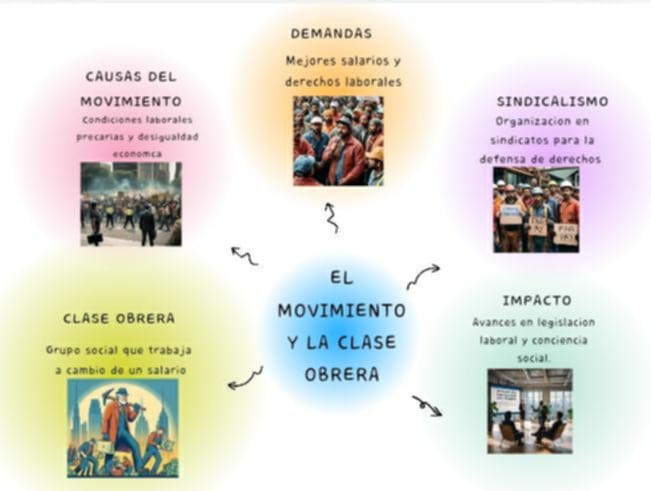 DEMANDAS
Mejores salarios y
derechos laborales
CAUSAS DEL
MOVIMIENTO
Condiciones laborales
precarias y desigualdad
economca
SINDICALISMO
Organizacion en
sindicatos para la
defensa de derechos
EL
MOVIMIENTO
Y LA CLASE
OBRERA
CLASE OBRERA
Grupo social que trabaja
a cambio de un salario
IMPACTO
Avances en legislacion
laboral y conciencia
social.